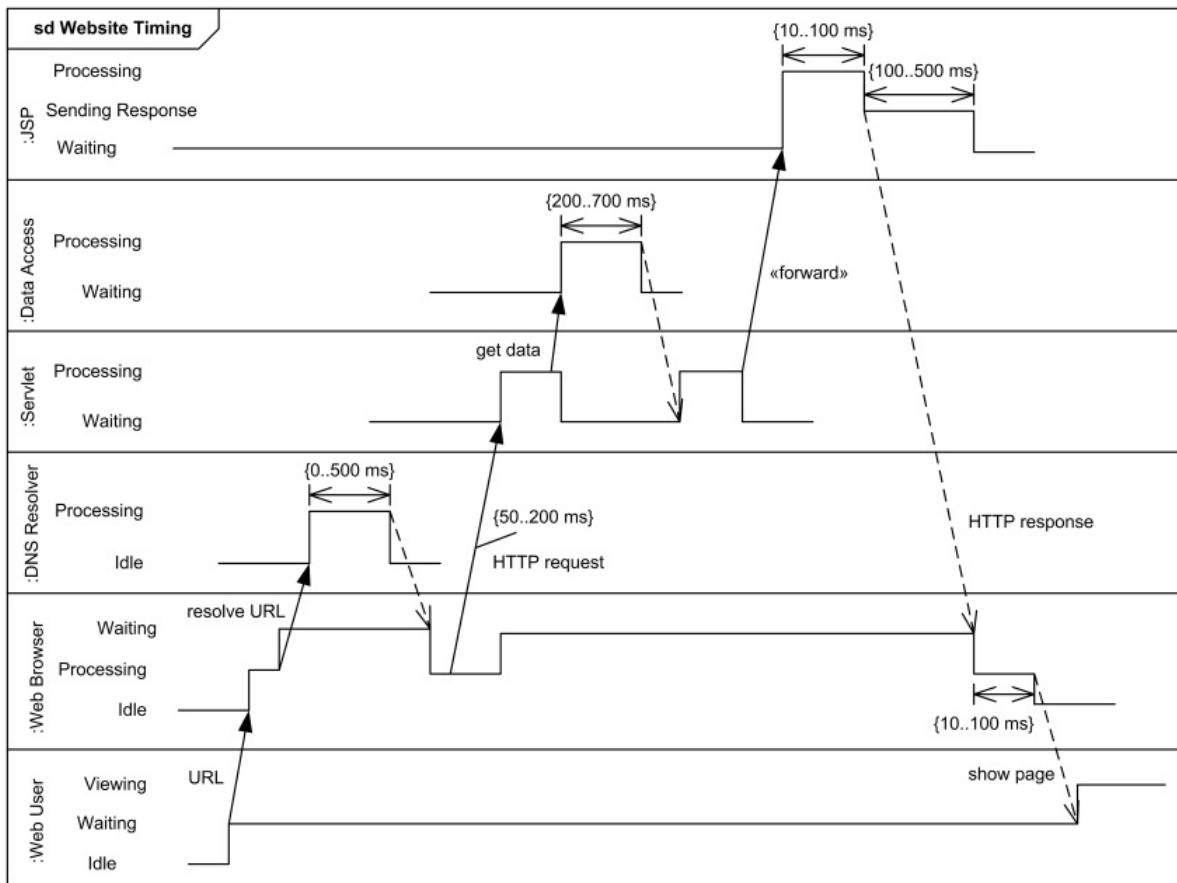 sd Website Timing
{10..100 ms}
{100..500 ms}
:JSP
Processing
Sending Response
Waiting
:Data Access
{200..700 ms}
Processing
Waiting
«forward»
:Servlet
get data
Processing
Waiting
:DNS Resolver
{0..500 ms}
Processing
{50..200 ms}
HTTP response
Idle
HTTP request
:Web Browser
resolve URL
Waiting
Processing
Idle
{10..100 ms}
:Web User
URL
show page
Viewing
Waiting
Idle